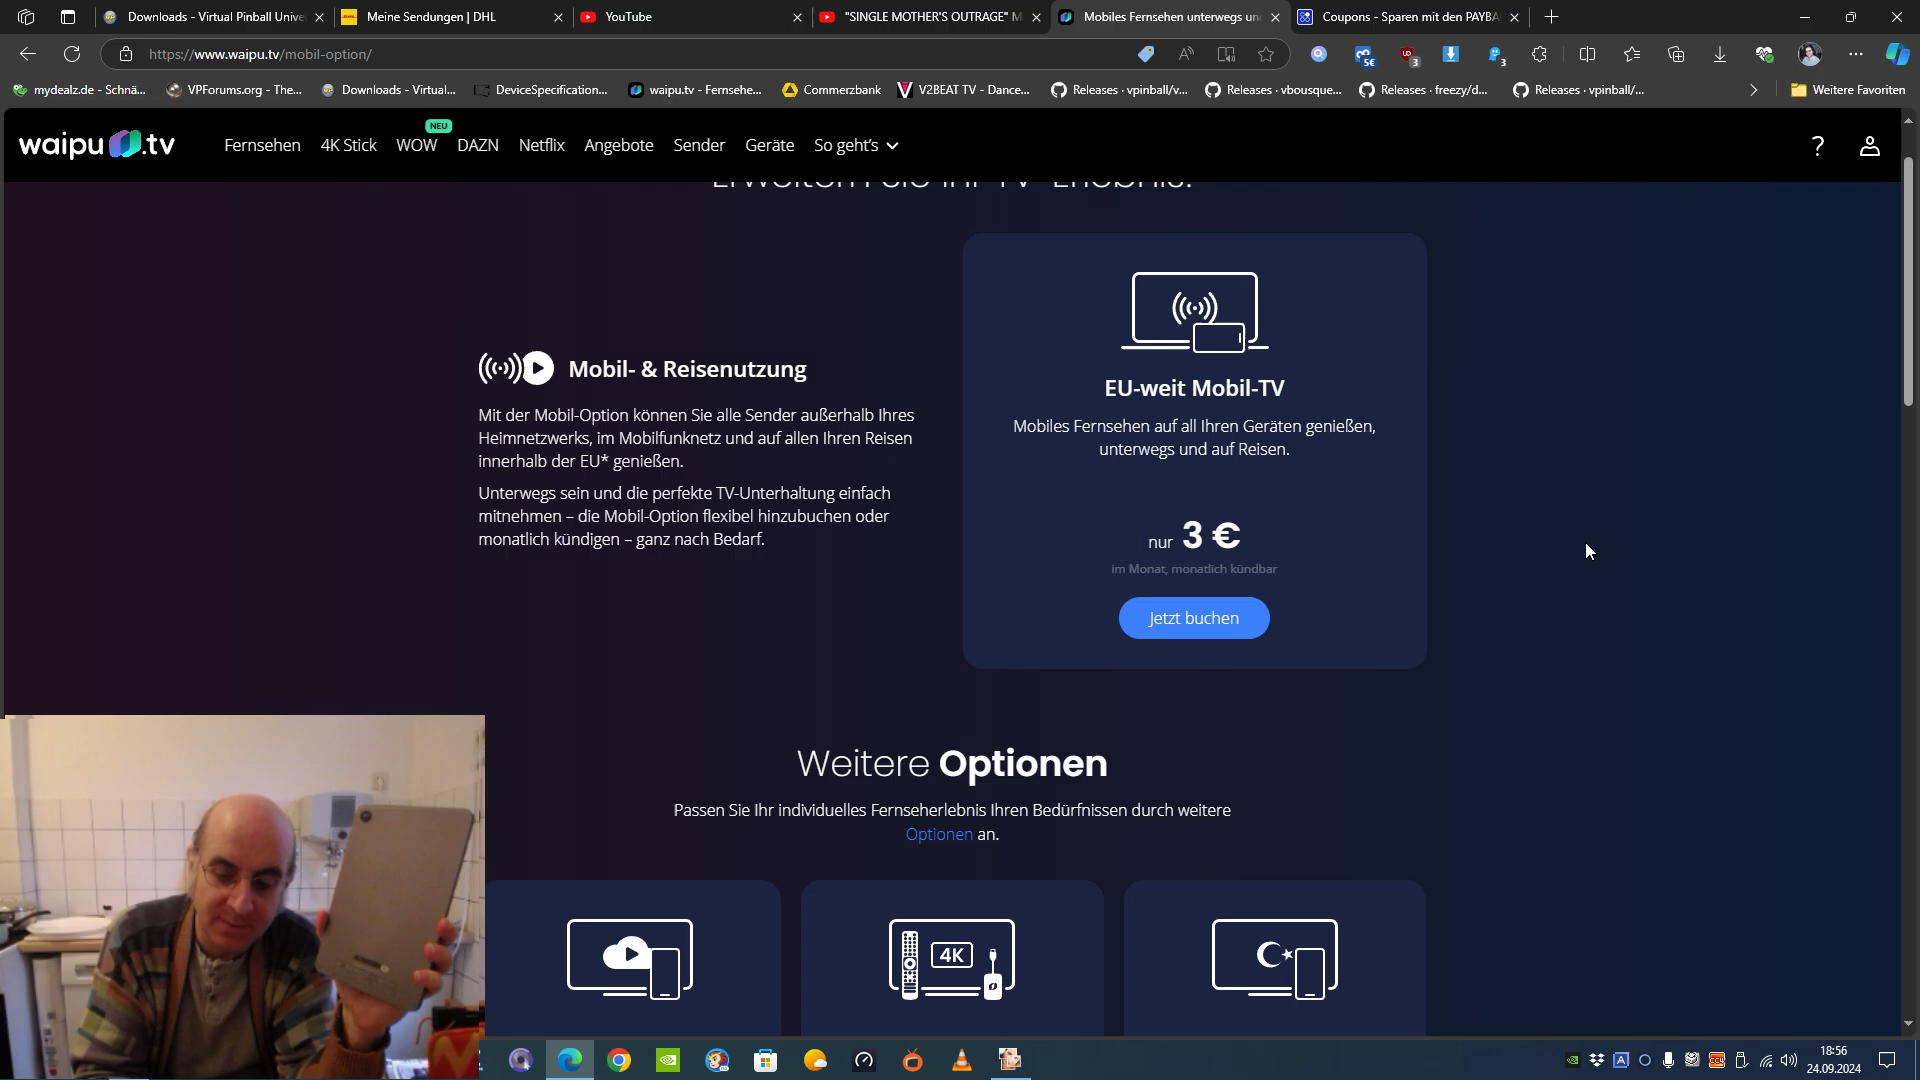 Downloads - Virtual Pinball Unive
Meine Sendungen | DHL
YouTube
"SINGLE MOTHER'S OUTRAGE" M
Mobiles Fernsehen unterwegs un
Coupons - Sparen mit den PAYBA
https://www.waipu.tv/mobil-option/
5€
3
3
mydealz.de - Schnä...
VPForums.org - The...
Downloads - Virtual...
DeviceSpecification...
waipu.tv - Fernsehe...
Commerzbank
V2BEAT TV - Dance...
Releases · vpinball/v...
Releases · vbousque...
Releases · freezy/d...
Releases · vpinball/...
Weitere Favoriten
waipu.tv
Fernsehen
4K Stick
NEU
WOW
DAZN
Netflix
Angebote
Sender
Geräte
So geht's
?
Erweitern Sie Ihr TV-Erlebnis:
Mobil- & Reisenutzung
Mit der Mobil-Option können Sie alle Sender außerhalb Ihres
Heimnetzwerks, im Mobilfunknetz und auf allen Ihren Reisen
innerhalb der EU* genießen.
Unterwegs sein und die perfekte TV-Unterhaltung einfach
mitnehmen – die Mobil-Option flexibel hinzubuchen oder
monatlich kündigen – ganz nach Bedarf.
EU-weit Mobil-TV
Mobiles Fernsehen auf all Ihren Geräten genießen,
unterwegs und auf Reisen.
nur 3 €
im Monat, monatlich kündbar
Jetzt buchen
Weitere Optionen
Passen Sie Ihr individuelles Fernseherlebnis Ihren Bedürfnissen durch weitere
Optionen an.
4K
18:56
24.09.2024